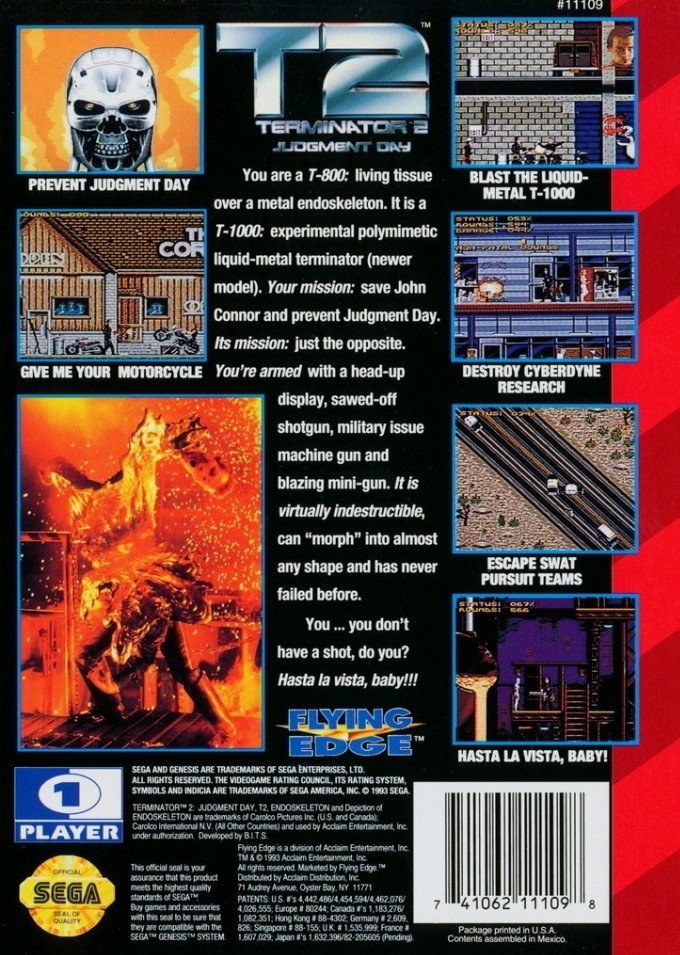 #11109
T2™
TERMINATOR 2
JUDGMENT DAY
PREVENT JUDGMENT DAY
GIVE ME YOUR MOTORCYCLE
You are a T-800: living tissue
over a metal endoskeleton. It is a
T-1000: experimental polymimetic
liquid-metal terminator (newer
model). Your mission: save John
Connor and prevent Judgment Day.
Its mission: just the opposite.
You're armed with a head-up
display, sawed-off
shotgun, military issue
machine gun and
blazing mini-gun. It is
virtually indestructible,
can “morph” into almost
any shape and has never
failed before.
You ... you don't
have a shot, do you?
Hasta la vista, baby!!!
FLYING
EDGE™
BLAST THE LIQUID-
METAL T-1000
STATUS: 063%
NON-FATAL WOUNDS
DESTROY CYBERDYNE
RESEARCH
ESCAPE SWAT
PURSUIT TEAMS
STATUS: 067%
ROUNDS: 566
HASTA LA VISTA, BABY!
1
PLAYER
OFFICIAL
SEGA
SEAL OF
QUALITY
SEGA AND GENESIS ARE TRADEMARKS OF SEGA ENTERPRISES, LTD.
ALL RIGHTS RESERVED. THE VIDEOGAME RATING COUNCIL, ITS RATING SYSTEM,
SYMBOLS AND INDICIA ARE TRADEMARKS OF SEGA AMERICA, INC. © 1993 SEGA.
TERMINATOR™ 2: JUDGMENT DAY, T2, ENDOSKELETON and Depiction of
ENDOSKELETON are trademarks of Carolco Pictures Inc. (U.S. and Canada);
Carolco International N.V. (All Other Countries) and used by Acclaim Entertainment, Inc.
under authorization. Developed by B.I.T.S.
This official seal is your
assurance that this product
meets the highest quality
standards of SEGA™
Buy games and accessories
with this seal to be sure that
they are compatible with the
SEGA™ GENESIS™ SYSTEM.
Flying Edge is a division of Acclaim Entertainment, Inc.
TM & © 1993 Acclaim Entertainment, Inc.
All rights reserved. Marketed by Flying Edge.™
Distributed by Acclaim Distribution, Inc.
71 Audrey Avenue, Oyster Bay, NY 11771
PATENTS: U.S. #'s 4,442,486/4,454,594/4,462,076/
4,026,555; Europe # 80244; Canada #'s 1,183,276/
1,082,351; Hong Kong # 88-4302; Germany # 2,609,
826; Singapore # 88-155; U.K. # 1,535,999; France #
1,607,029; Japan #'s 1,632,396/82-205605 (Pending).
7 41062 11109 8
Package printed in U.S.A.
Contents assembled in Mexico.